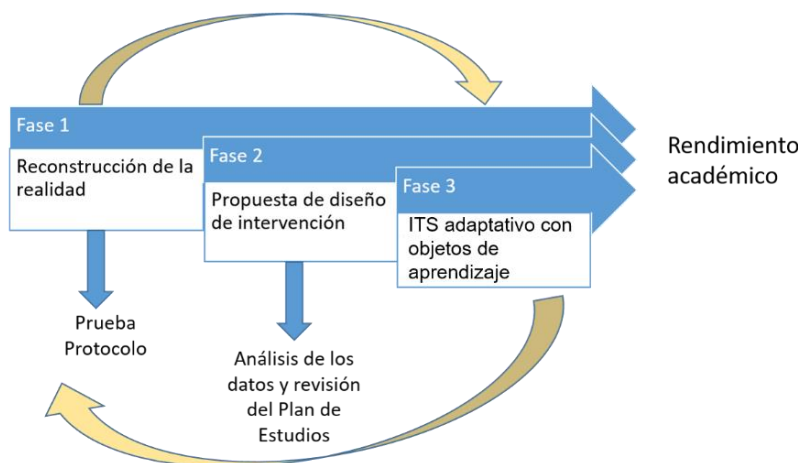 Fase 1
Reconstrucción de la
realidad
Prueba
Protocolo
Fase 2
Propuesta de diseño
de intervención
Análisis de los
datos y revisión
del Plan de
Estudios
Fase 3
ITS adaptativo con
objetos de
aprendizaje
Rendimiento
académico